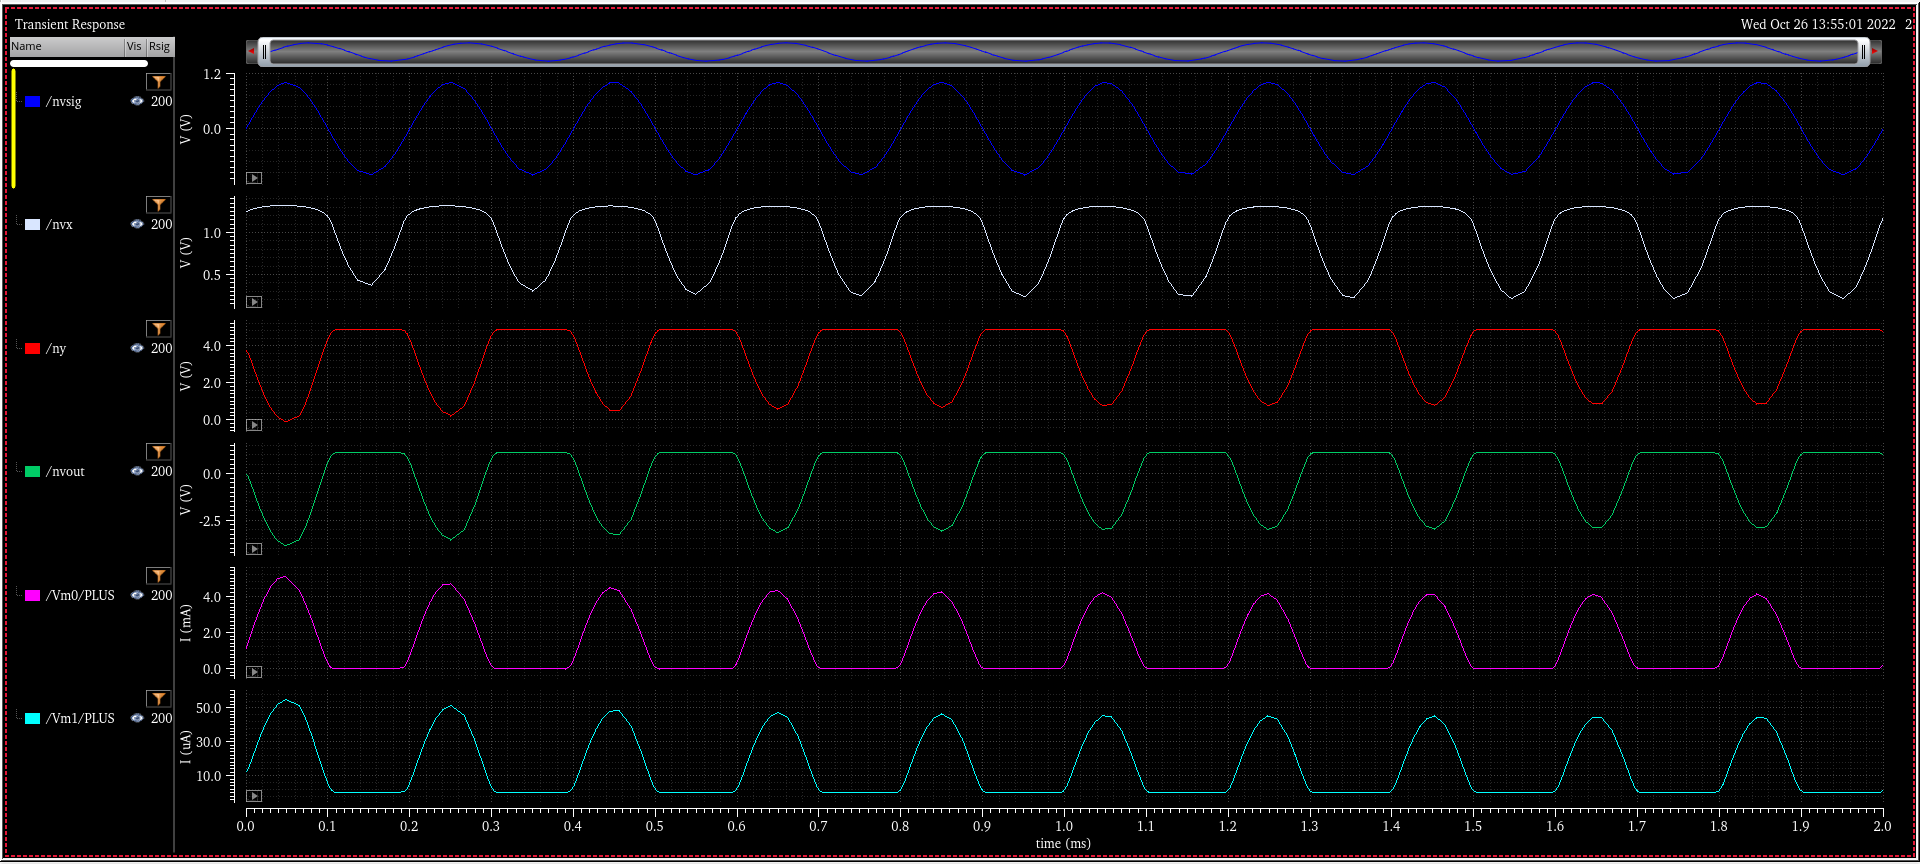 Transient Response
Wed Oct 26 13:55:01 2022 2
Name Vis Rsig
/nvsig 200
V (V)
1.2
0.0
/nvx 200
V (V)
1.0
0.5
/ny 200
V (V)
4.0
2.0
0.0
/nvout 200
V (V)
0.0
-2.5
/Vm0/PLUS 200
I (mA)
4.0
2.0
0.0
/Vm1/PLUS 200
I (uA)
50.0
30.0
10.0
0.0 0.1 0.2 0.3 0.4 0.5 0.6 0.7 0.8 0.9 1.0 1.1 1.2 1.3 1.4 1.5 1.6 1.7 1.8 1.9 2.0
time (ms)